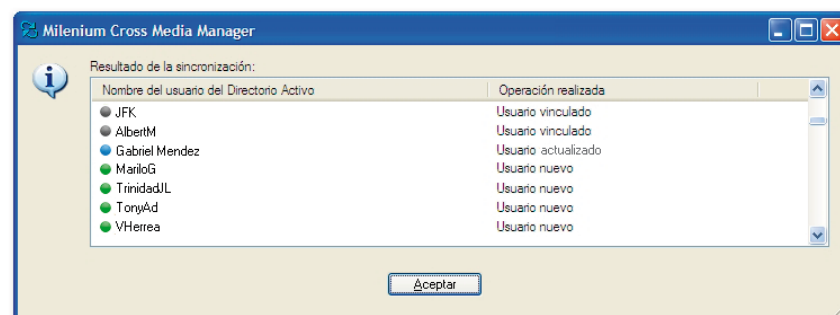 Milenium Cross Media Manager
Resultado de la sincronización:
Nombre del usuario del Directorio Activo Operación realizada
JFK Usuario vinculado
AlbertM Usuario vinculado
Gabriel Mendez Usuario actualizado
MariloG Usuario nuevo
TrinidadJL Usuario nuevo
TonyAd Usuario nuevo
VHerrea Usuario nuevo
Aceptar